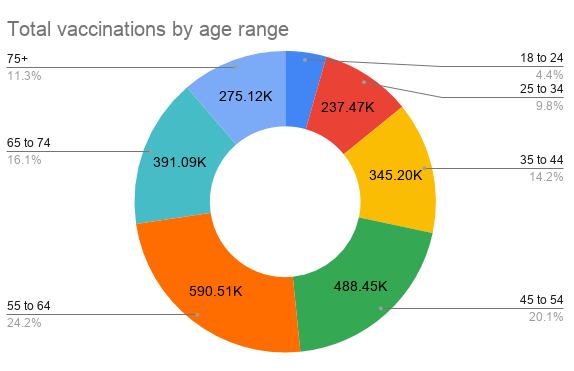 Total vaccinations by age range
75+
11.3%
18 to 24
4.4%
25 to 34
9.8%
275.12K
237.47K
65 to 74
16.1%
391.09K
345.20K
35 to 44
14.2%
590.51K
488.45K
55 to 64
24.2%
45 to 54
20.1%